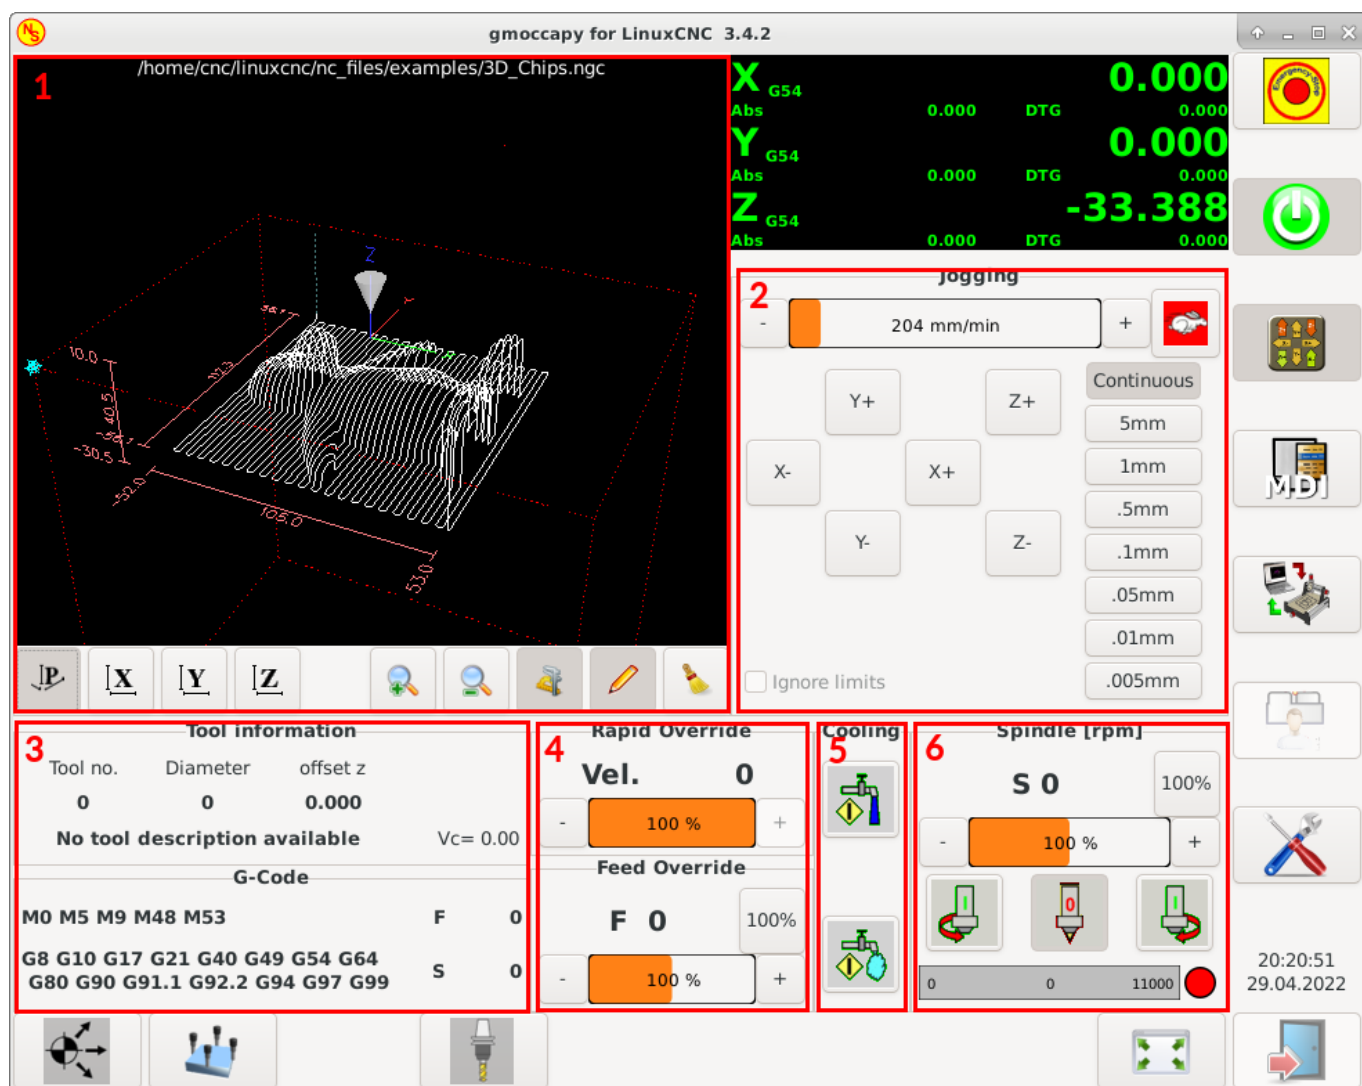 gmoccapy for LinuxCNC 3.4.2
1
/home/cnc/linuxcnc/nc_files/examples/3D_Chips.ngc
X G54 0.000
Abs 0.000 DTG 0.000
Y G54 0.000
Abs 0.000 DTG 0.000
Z G54 -33.388
Abs 0.000 DTG 0.000
Emergency-Stop
Z
10.0
40.5
-30.5
-52.0
105.0
53.0
2
Jogging
- 204 mm/min +
Continuous
Y+ Z+
5mm
1mm
X- X+
.5mm
Y- Z-
.1mm
.05mm
.01mm
Ignore limits
.005mm
MDI
P X Y Z
3
Tool information
Tool no. Diameter offset z
0 0 0.000
No tool description available Vc= 0.00
G-Code
M0 M5 M9 M48 M53 F 0
G8 G10 G17 G21 G40 G49 G54 G64
G80 G90 G91.1 G92.2 G94 G97 G99
S 0
4
Rapid Override
Vel. 0
- 100 % +
Feed Override
F 0 100%
- 100 % +
5
Cooling
6
Spindle [rpm]
S 0 100%
- 100 % +
I 0 I
0 0 11000
20:20:51
29.04.2022